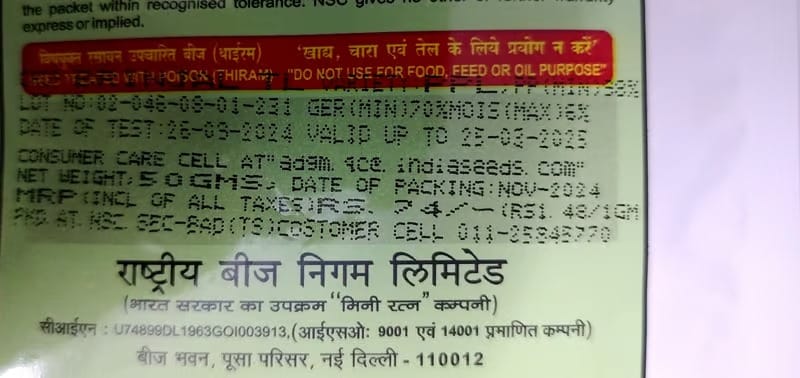 the packet within recognised tolerance. NSC gives no other or further warranty
express or implied.
विषयुक्त रसायन उपचारित बीज (थाईरम) 'खाद्य, चारा एवं तेल के लिये प्रयोग न करें'
SEED TREATED WITH POISON (THIRAM) "DO NOT USE FOR FOOD, FEED OR OIL PURPOSE"
LOT NO:02-046-08-01-231 GER(MIN)70%MOIS(MAX)6%
DATE OF TEST:26-03-2024 VALID UP TO 25-03-2025
CONSUMER CARE CELL AT"adgm.qcc.indiaseeds.com"
NET WEIGHT:50GMS. DATE OF PACKING:NOV-2024
MRP(INCL OF ALL TAXES)RS. 74/-(RS1.48/1GM
PKD.AT.NSC SEC-BAD(TS)COSTOMER CELL 011-25845770
राष्ट्रीय बीज निगम लिमिटेड
(भारत सरकार का उपक्रम "मिनी रत्न" कम्पनी)
सीआईएन : U74899DL1963GOI003913,(आईएसओ: 9001 एवं 14001 प्रमाणित कम्पनी)
बीज भवन, पूसा परिसर, नई दिल्ली - 110012